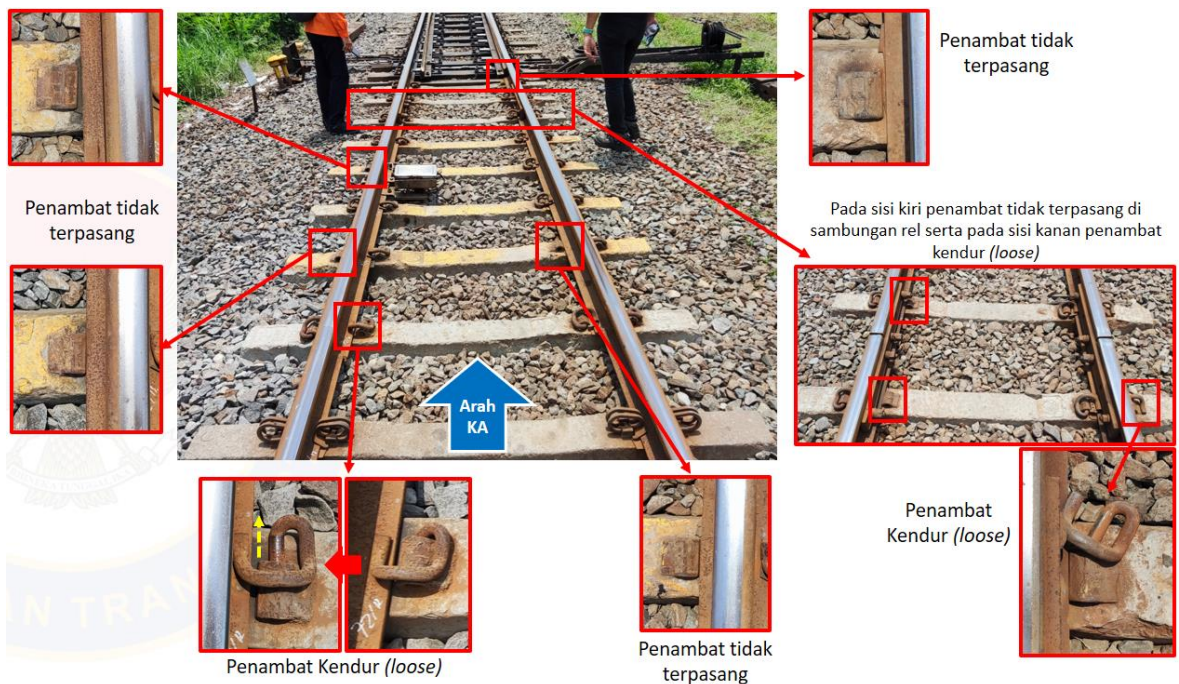 Penambat tidak
terpasang
Penambat tidak
terpasang
Pada sisi kiri penambat tidak terpasang di
sambungan rel serta pada sisi kanan penambat
kendur (loose)
Arah
KA
Penambat
Kendur (loose)
Penambat Kendur (loose)
Penambat tidak
terpasang